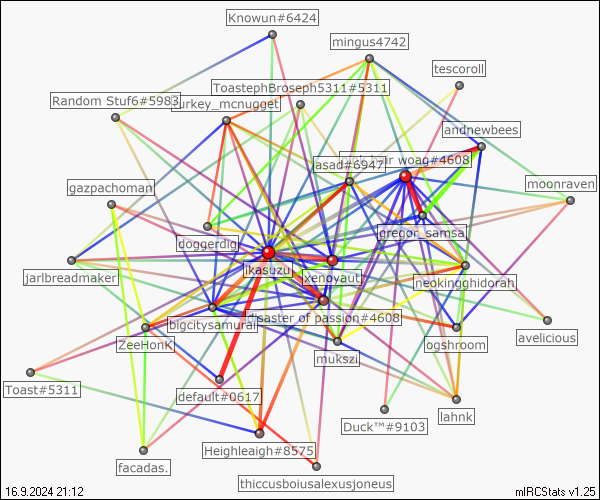 Knowun#6424
mingus4742
tescoroll
ToastephBroseph5311#5311
Random Stuf6#5983
turkey_mcnugget
andnewbees
asad#6947
woag#4608
gazpachoman
moonraven
doggerdig
gregor_samsa
jarlbreadmaker
ikasuzu
xenovaut
neokinghidorah
bigcitysamurai
aster of passion#4608
ZeeHonk
mukszi
ogshroom
avelicious
Toast#5311
default#0617
lahnk
Duck™#9103
Heighleaigh#8575
facadas.
thiccusboiusalexusjoneus
16.9.2024 21:12
mIRCStats v1.25